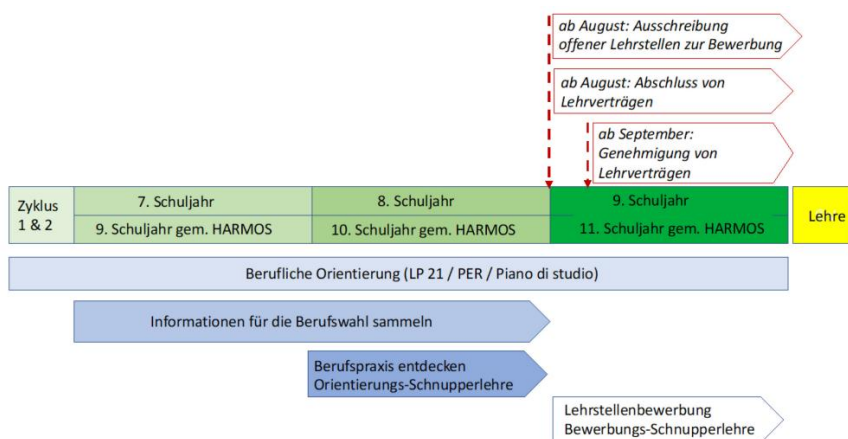 ab August: Ausschreibung
offener Lehrstellen zur Bewerbung
ab August: Abschluss von
Lehrverträgen
ab September:
Genehmigung von
Lehrverträgen
Zyklus
1 & 2
7. Schuljahr
8. Schuljahr
9. Schuljahr
9. Schuljahr gem. HARMOS
10. Schuljahr gem. HARMOS
11. Schuljahr gem. HARMOS
Lehre
Berufliche Orientierung (LP 21 / PER / Piano di studio)
Informationen für die Berufswahl sammeln
Berufspraxis entdecken
Orientierungs-Schnupperlehre
Lehrstellenbewerbung
Bewerbungs-Schnupperlehre